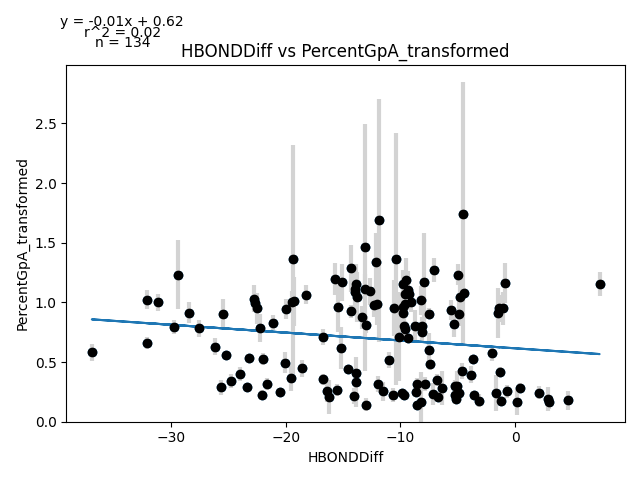 y = -0.01x + 0.62
r^2 = 0.02
n = 134
HBONDDiff vs PercentGpA_transformed
PercentGpA_transformed
2.5
2.0
1.5
1.0
0.5
0.0
−30
−20
−10
0
HBONDDiff